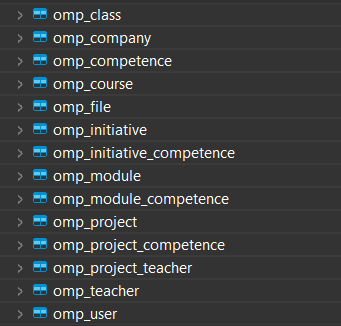 omp_class
omp_company
omp_competence
omp_course
omp_file
omp_initiative
omp_initiative_competence
omp_module
omp_module_competence
omp_project
omp_project_competence
omp_project_teacher
omp_teacher
omp_user